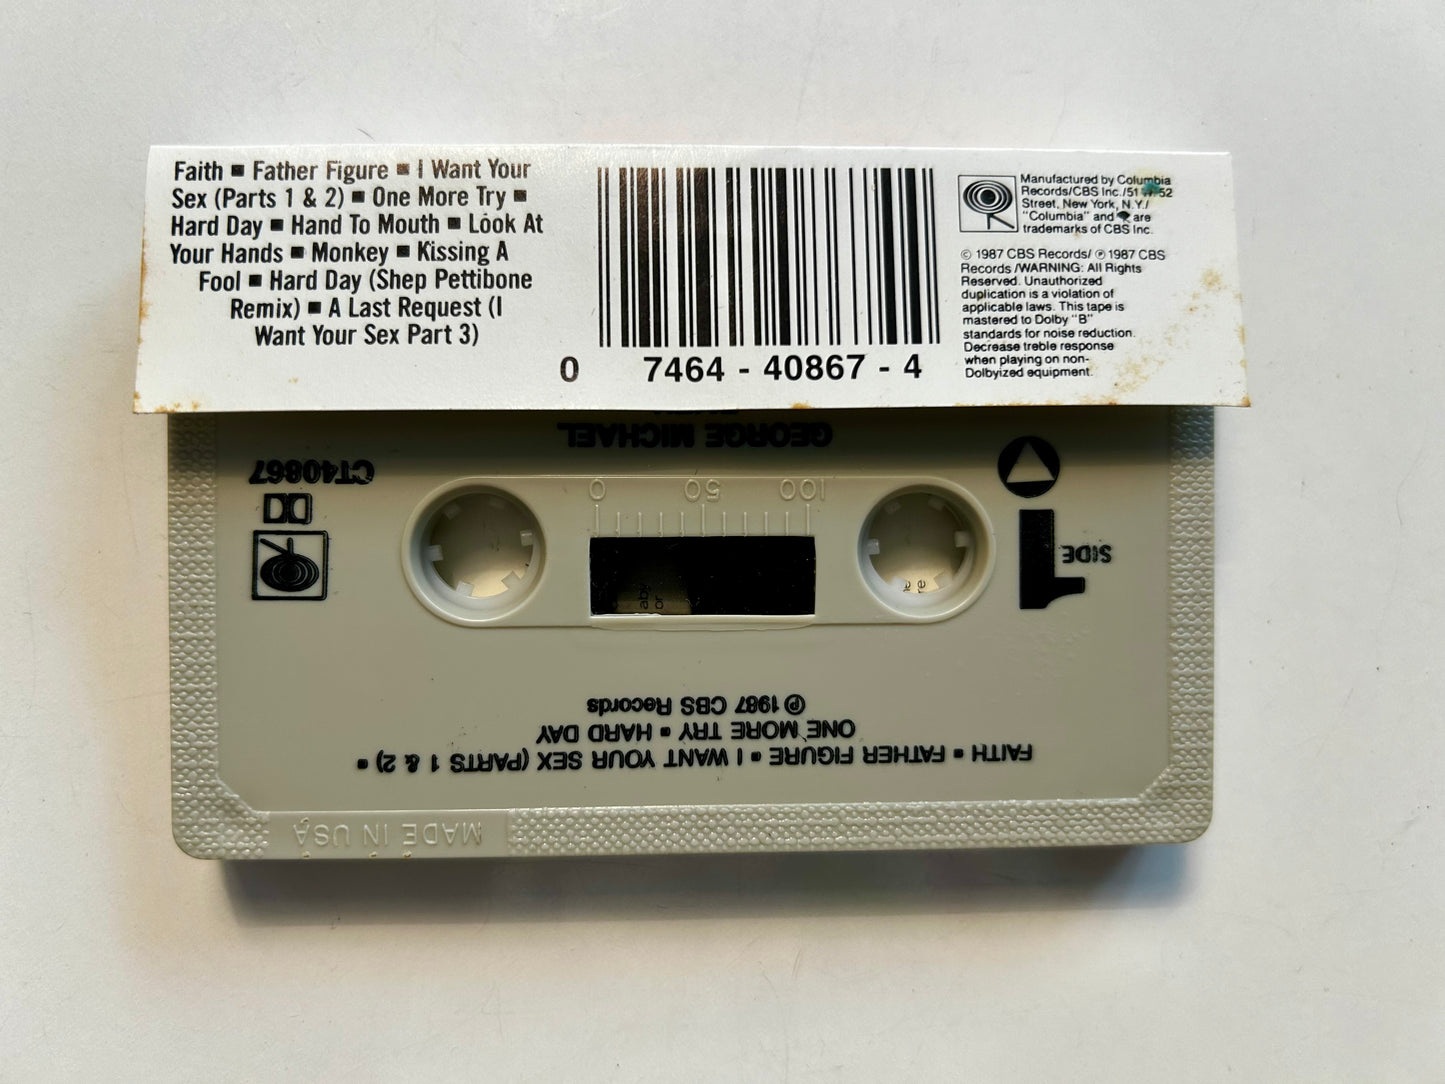 Faith ■ Father Figure ■ I Want Your
Sex (Parts 1 & 2) ■ One More Try ■
Hard Day ■ Hand To Mouth ■ Look At
Your Hands ■ Monkey ■ Kissing A
Fool ■ Hard Day (Shep Pettibone
Remix) ■ A Last Request (I
Want Your Sex Part 3)
0 7464 - 40867 - 4
Manufactured by Columbia
Records/CBS Inc./51 W 52
Street, New York, N.Y./
"Columbia" and are
trademarks of CBS Inc.
© 1987 CBS Records/ ℗ 1987 CBS
Records /WARNING: All Rights
Reserved. Unauthorized
duplication is a violation of
applicable laws. This tape is
mastered to Dolby "B"
standards for noise reduction.
Decrease treble response
when playing on non-
Dolbyized equipment.
GEORGE MICHAEL
CT40867
100 50 0
SIDE 1
℗ 1987 CBS Records
FAITH ▪ FATHER FIGURE ▪ I WANT YOUR SEX (PARTS 1 & 2) ▪
ONE MORE TRY ▪ HARD DAY
MADE IN USA